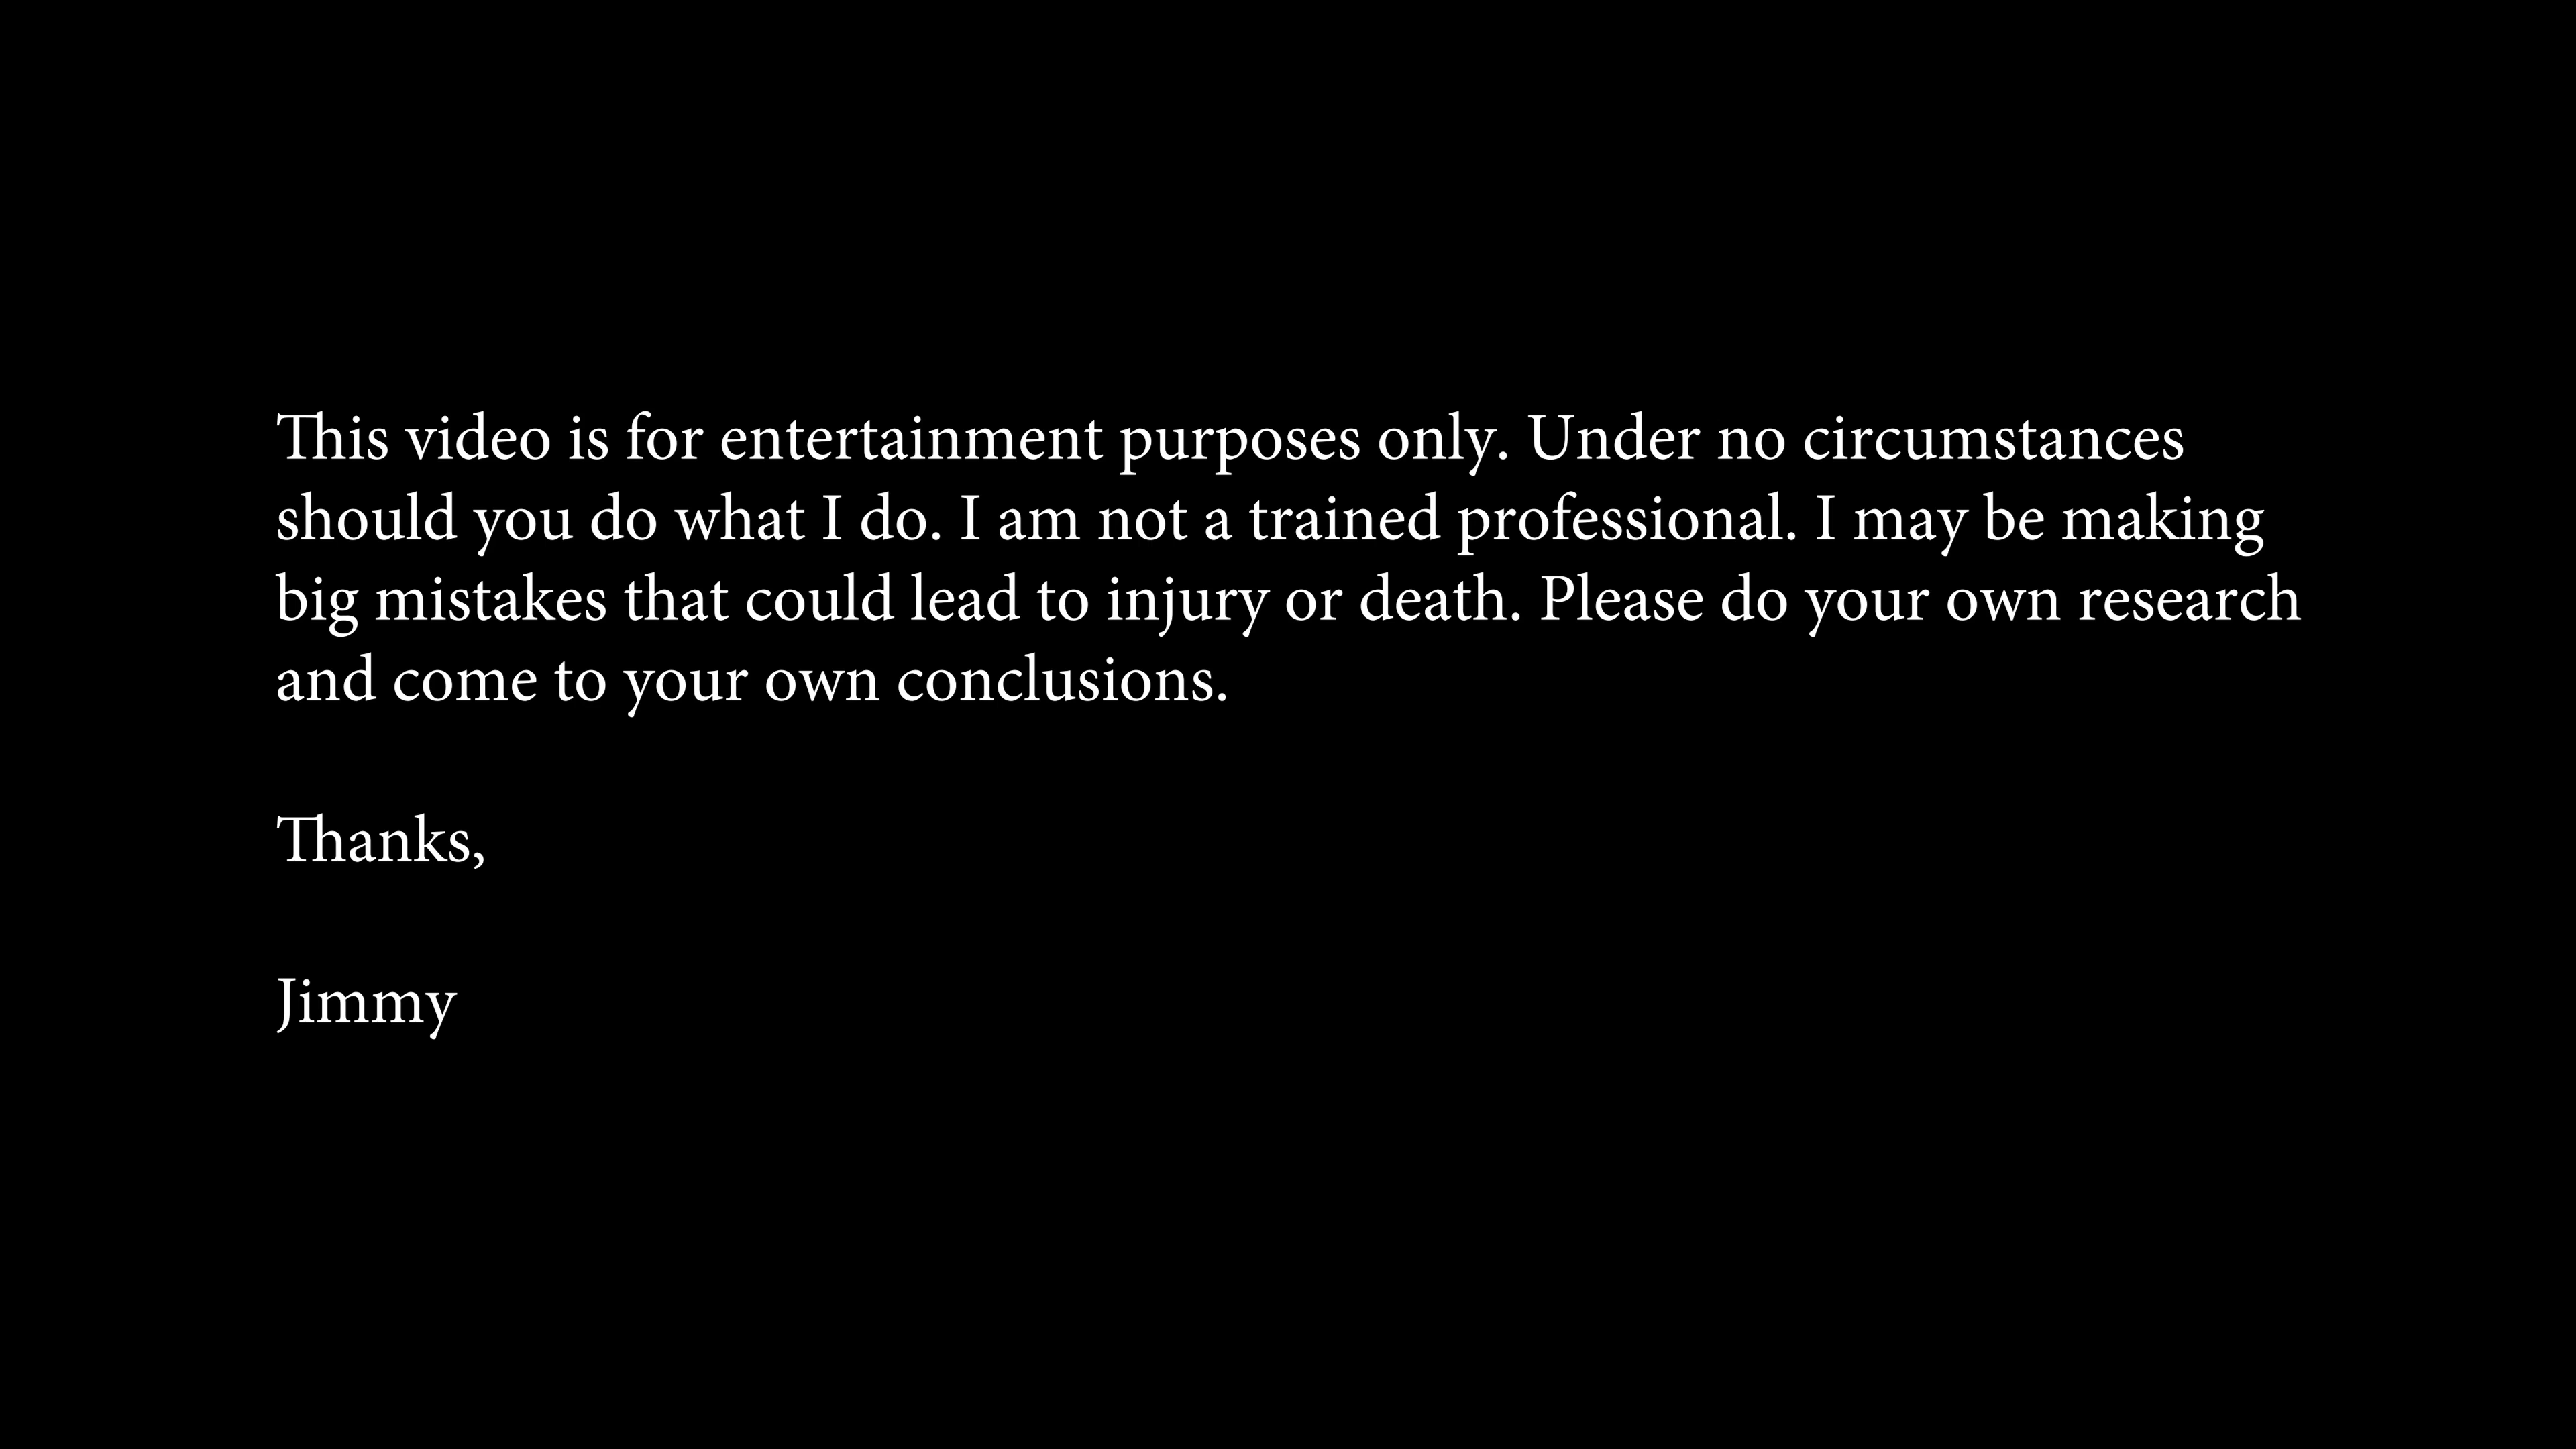 This video is for entertainment purposes only. Under no circumstances
should you do what I do. I am not a trained professional. I may be making
big mistakes that could lead to injury or death. Please do your own research
and come to your own conclusions.
Thanks,
Jimmy